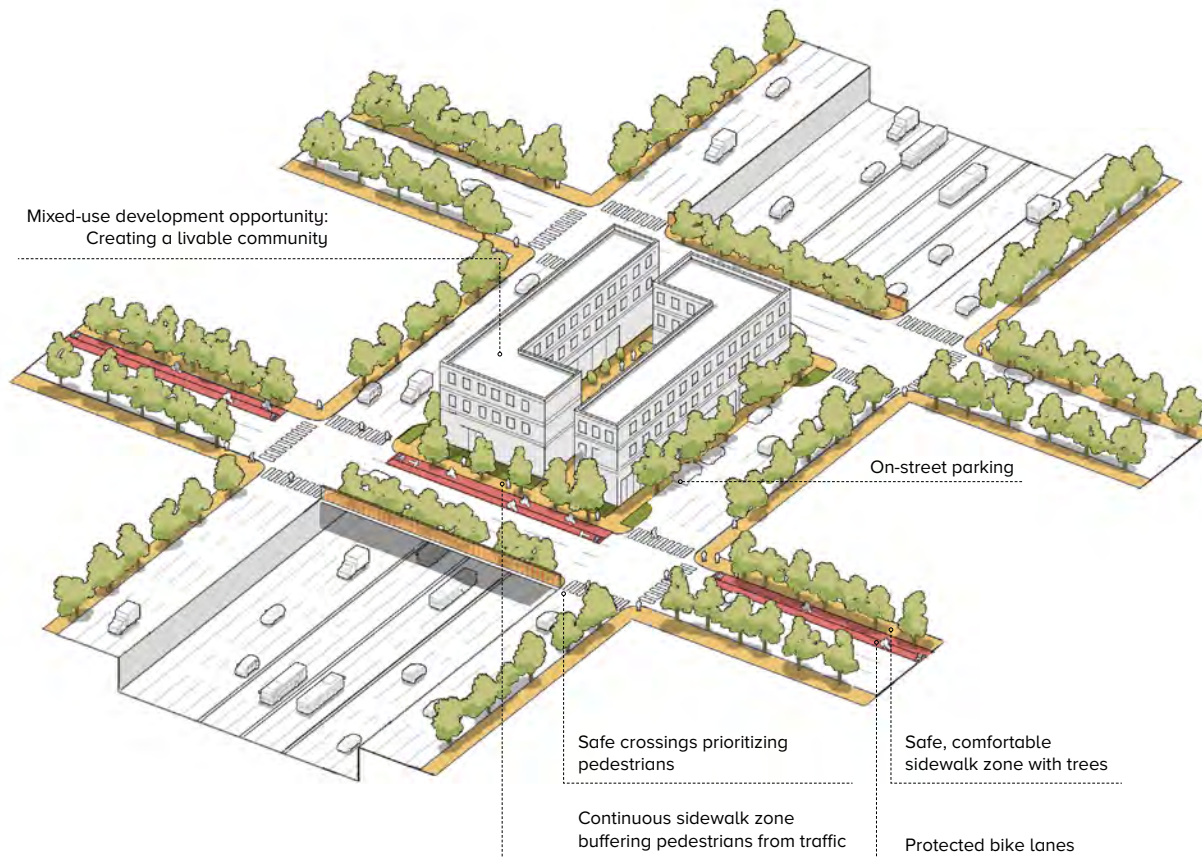 Mixed-use development opportunity:
Creating a livable community
On-street parking
Safe crossings prioritizing
pedestrians
Safe, comfortable
sidewalk zone with trees
Continuous sidewalk zone
buffering pedestrians from traffic
Protected bike lanes